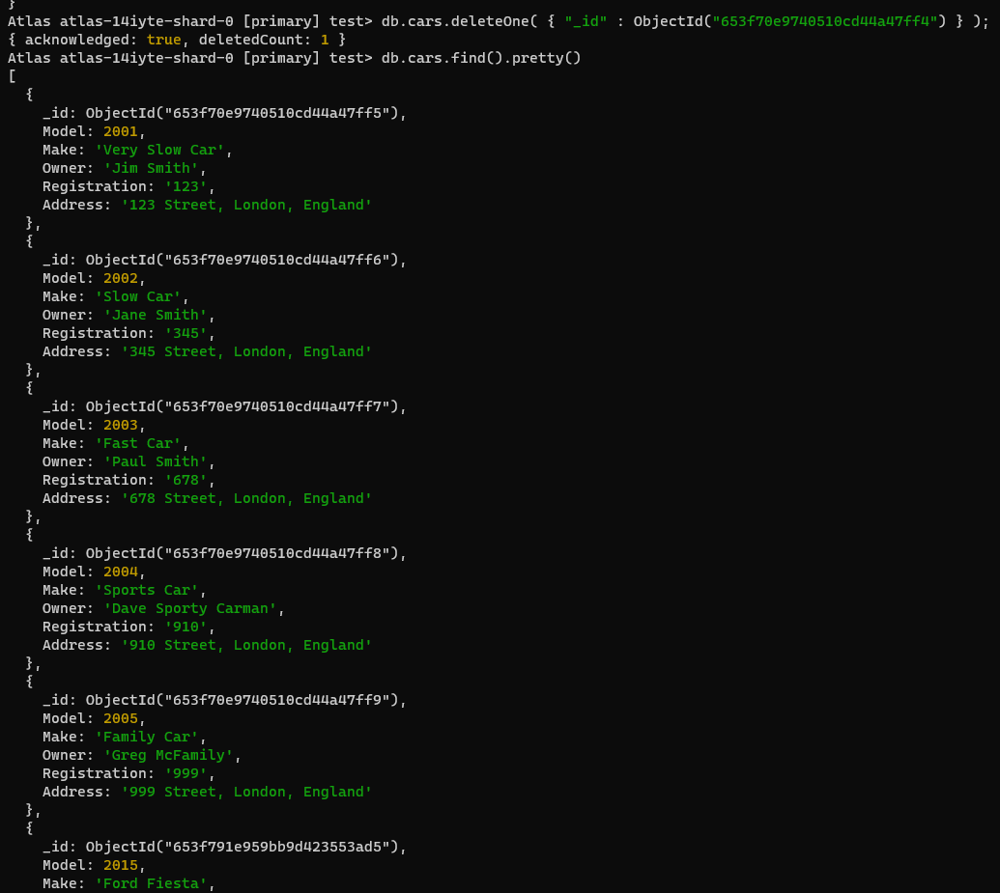 }
Atlas atlas-14iyte-shard-0 [primary] test> db.cars.deleteOne( { "_id" : ObjectId("653f70e9740510cd44a47ff4") } );
{ acknowledged: true, deletedCount: 1 }
Atlas atlas-14iyte-shard-0 [primary] test> db.cars.find().pretty()
[
  {
    _id: ObjectId("653f70e9740510cd44a47ff5"),
    Model: 2001,
    Make: 'Very Slow Car',
    Owner: 'Jim Smith',
    Registration: '123',
    Address: '123 Street, London, England'
  },
  {
    _id: ObjectId("653f70e9740510cd44a47ff6"),
    Model: 2002,
    Make: 'Slow Car',
    Owner: 'Jane Smith',
    Registration: '345',
    Address: '345 Street, London, England'
  },
  {
    _id: ObjectId("653f70e9740510cd44a47ff7"),
    Model: 2003,
    Make: 'Fast Car',
    Owner: 'Paul Smith',
    Registration: '678',
    Address: '678 Street, London, England'
  },
  {
    _id: ObjectId("653f70e9740510cd44a47ff8"),
    Model: 2004,
    Make: 'Sports Car',
    Owner: 'Dave Sporty Carman',
    Registration: '910',
    Address: '910 Street, London, England'
  },
  {
    _id: ObjectId("653f70e9740510cd44a47ff9"),
    Model: 2005,
    Make: 'Family Car',
    Owner: 'Greg McFamily',
    Registration: '999',
    Address: '999 Street, London, England'
  },
  {
    _id: ObjectId("653f791e959bb9d423553ad5"),
    Model: 2015,
    Make: 'Ford Fiesta',